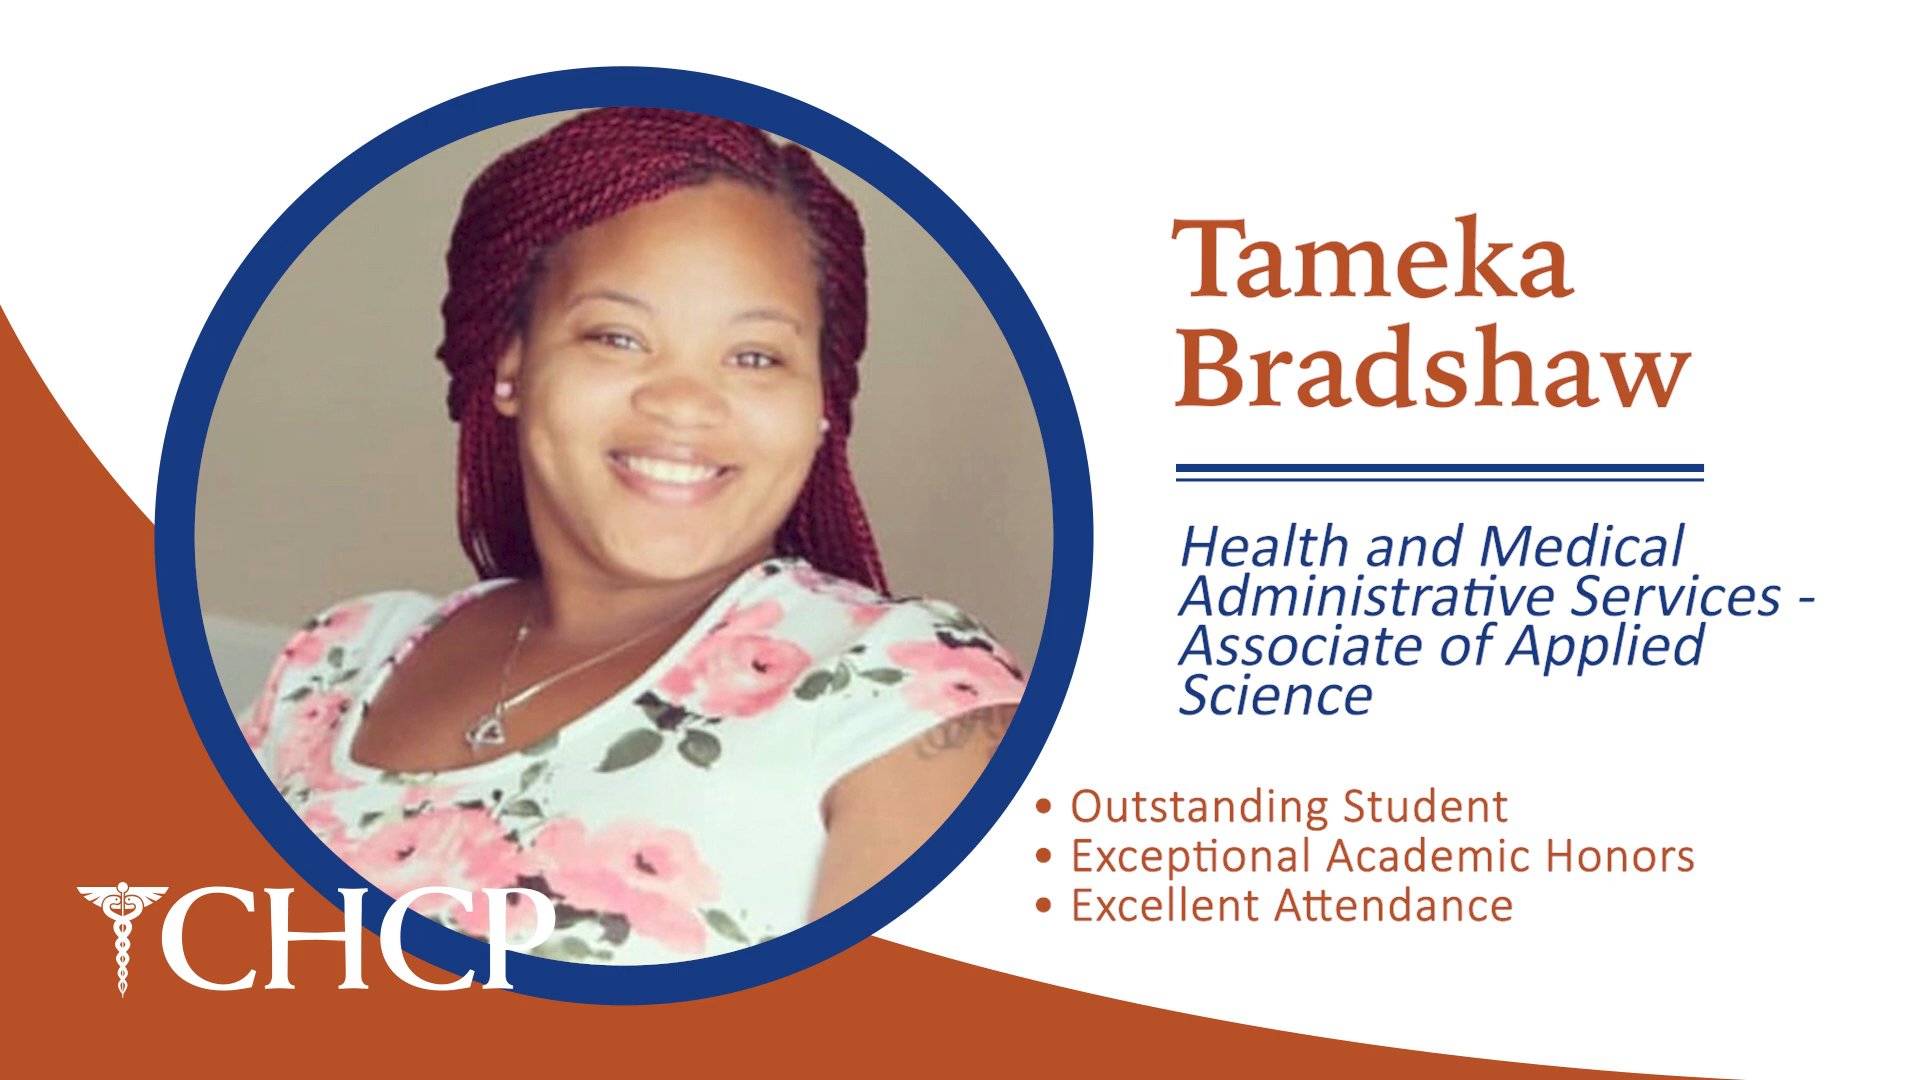 Tameka
Bradshaw
Health and Medical
Administrative Services -
Associate of Applied
Science
• Outstanding Student
• Exceptional Academic Honors
• Excellent Attendance
CHCP